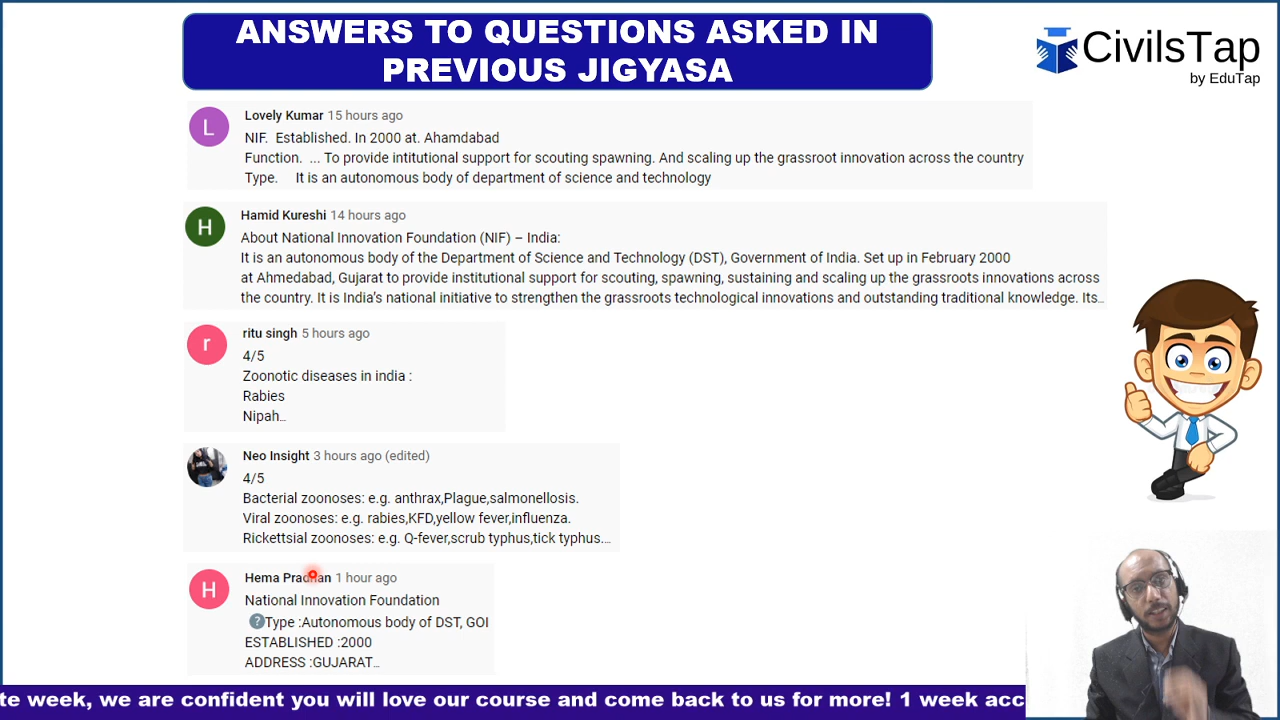 ANSWERS TO QUESTIONS ASKED IN
PREVIOUS JIGYASA
CivilsTap
by EduTap
L
Lovely Kumar 15 hours ago
NIF. Established. In 2000 at. Ahamdabad
Function. ... To provide intitutional support for scouting spawning. And scaling up the grassroot innovation across the country
Type. It is an autonomous body of department of science and technology
H
Hamid Kureshi 14 hours ago
About National Innovation Foundation (NIF) – India:
It is an autonomous body of the Department of Science and Technology (DST), Government of India. Set up in February 2000
at Ahmedabad, Gujarat to provide institutional support for scouting, spawning, sustaining and scaling up the grassroots innovations across
the country. It is India's national initiative to strengthen the grassroots technological innovations and outstanding traditional knowledge. Its...
r
ritu singh 5 hours ago
4/5
Zoonotic diseases in india :
Rabies
Nipah...
Neo Insight 3 hours ago (edited)
4/5
Bacterial zoonoses: e.g. anthrax,Plague,salmonellosis.
Viral zoonoses: e.g. rabies,KFD,yellow fever,influenza.
Rickettsial zoonoses: e.g. Q-fever,scrub typhus,tick typhus....
H
Hema Pradhan 1 hour ago
National Innovation Foundation
?Type :Autonomous body of DST, GOI
ESTABLISHED :2000
ADDRESS :GUJARAT...
te week, we are confident you will love our course and come back to us for more! 1 week acc